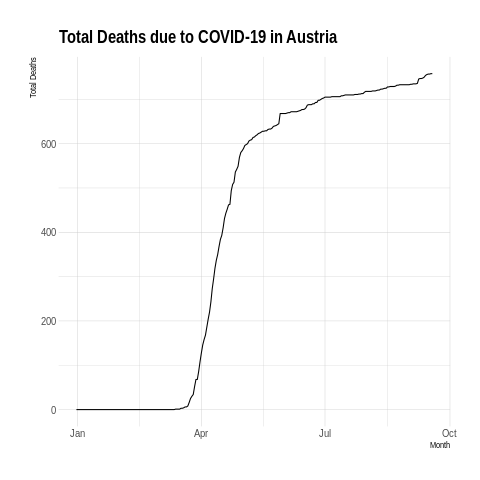 Total Deaths due to COVID-19 in Austria
Total Deaths
600
400
200
0
Jan Apr Jul Oct
Month